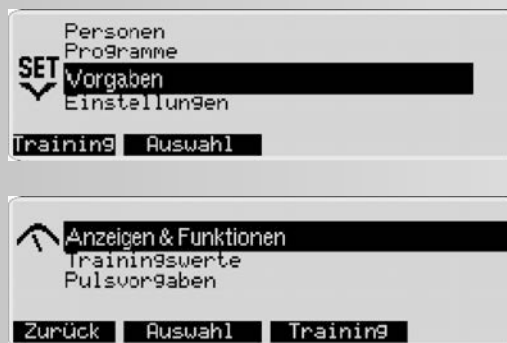 Personen
Programme
SET
Vorgaben
Einstellungen
Training Auswahl
Anzeigen & Funktionen
Trainingswerte
Pulsvorgaben
Zurück Auswahl Training